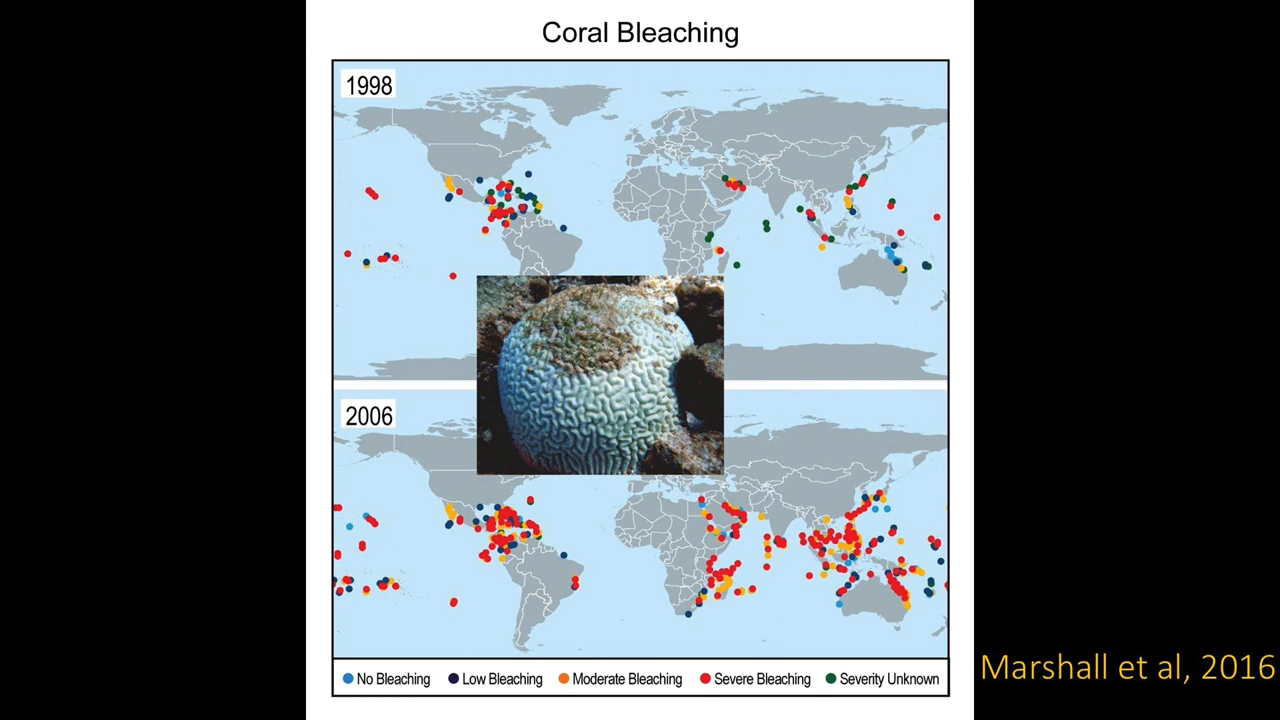 Coral Bleaching
1998
2006
No Bleaching
Low Bleaching
Moderate Bleaching
Severe Bleaching
Severity Unknown
Marshall et al, 2016